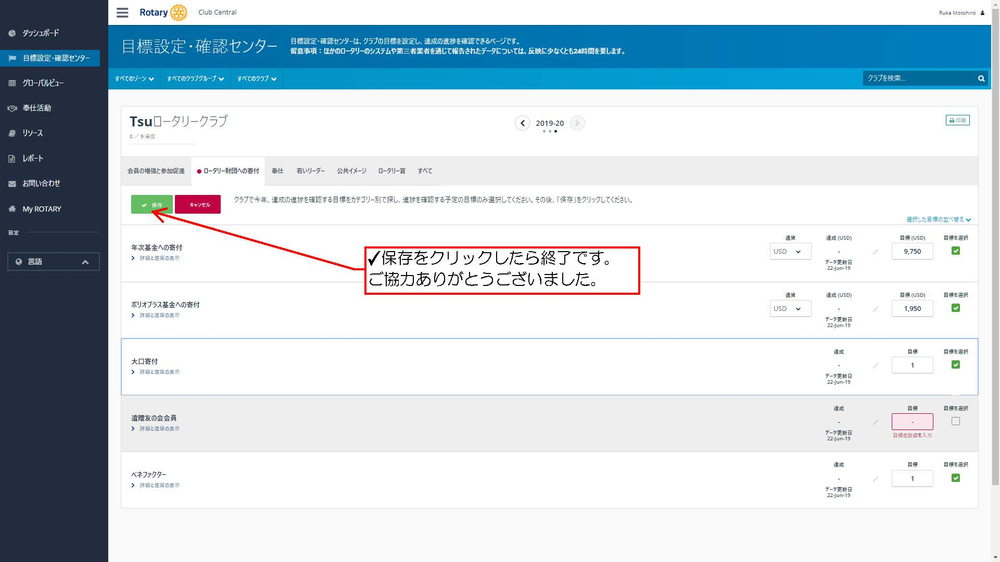 Rotary
Club Central
Ruka Motohiro
ダッシュボード
目標設定・確認センター
グローバルビュー
奉仕活動
リソース
レポート
お問い合わせ
My ROTARY
設定
言語
目標設定・確認センター
目標設定・確認センターは、クラブの目標を設定し、達成の進捗を確認できるページです。
留意事項：ほかのロータリーのシステムや第三者業者を通じて報告されたデータについては、反映に少なくとも24時間を要します。
すべてのゾーン すべてのクラブグループ すべてのクラブ
クラブを検索...
Tsuロータリークラブ
0 ／ 9 達成
2019-20
印刷
会員の増強と参加促進 ロータリー財団への寄付 奉仕 若いリーダー 公共イメージ ロータリー賞 すべて
保存 キャンセル
クラブで今年、達成の進捗を確認する目標をカテゴリー別で探し、進捗を確認する予定の目標のみ選択してください。その後、「保存」をクリックしてください。
選択した目標の並べ替え
✓保存をクリックしたら終了です。
ご協力ありがとうございました。
年次基金への寄付
詳細と履歴の表示
通貨 達成 (USD) 目標 (USD) 目標を選択
USD - ／ 9,750
データ更新日
22-Jun-19
ポリオプラス基金への寄付
詳細と履歴の表示
通貨 達成 (USD) 目標 (USD) 目標を選択
USD - ／ 1,950
データ更新日
22-Jun-19
大口寄付
詳細と履歴の表示
達成 目標 目標を選択
- ／ 1
データ更新日
22-Jun-19
遺贈友の会会員
詳細と履歴の表示
達成 目標 目標を選択
- ／ -
データ更新日 目標の数値を入力
22-Jun-19
ベネファクター
詳細と履歴の表示
達成 目標 目標を選択
- ／ 1
データ更新日
22-Jun-19